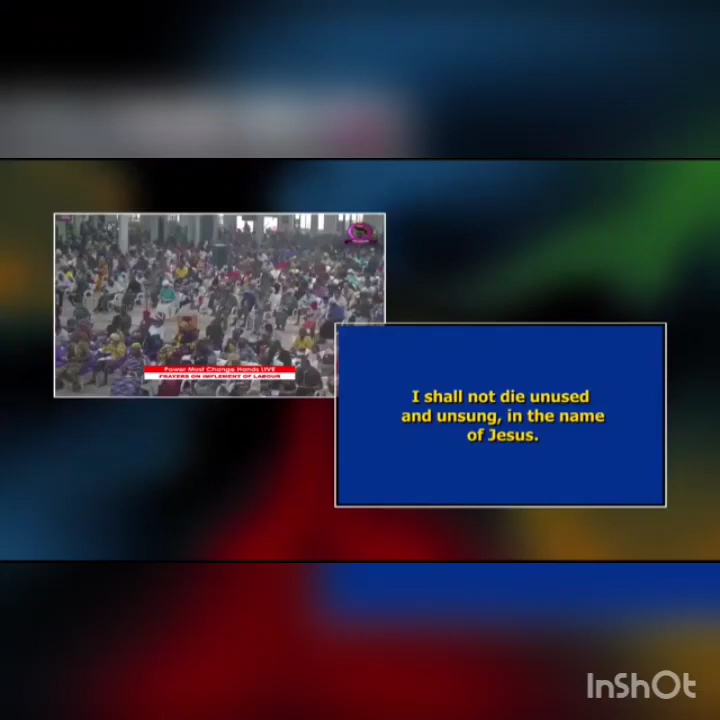 Power Must Change Hands LIVE
PRAYERS ON IMPLEMENT OF LABOUR
I shall not die unused
and unsung, in the name
of Jesus.
InShOt